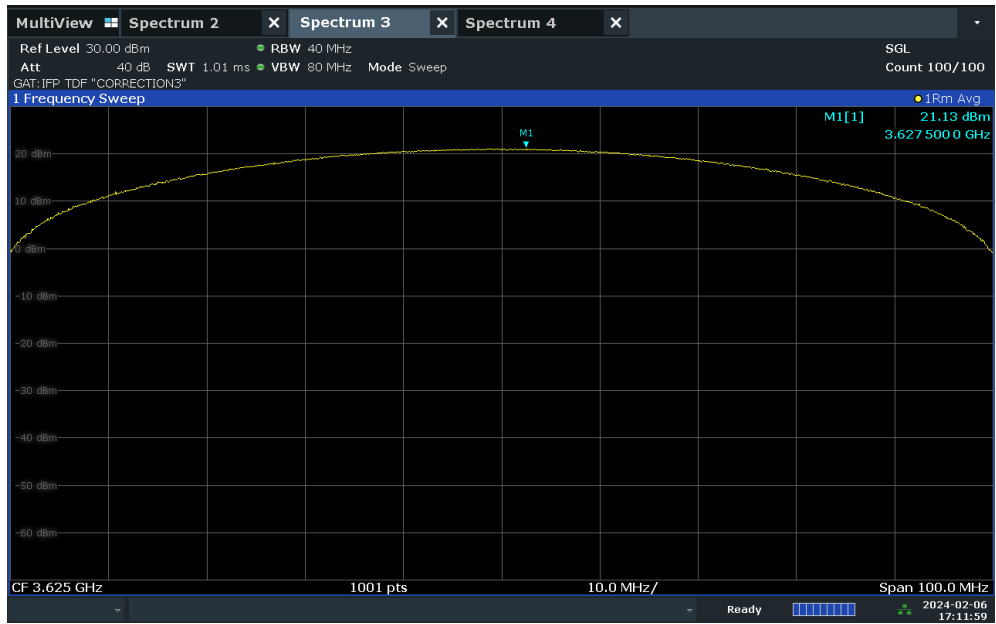 MultiView Spectrum 2 X Spectrum 3 X Spectrum 4 X
Ref Level 30.00 dBm RBW 40 MHz SGL
Att 40 dB SWT 1.01 ms VBW 80 MHz Mode Sweep Count 100/100
GAT:IFP TDF "CORRECTION3"
1 Frequency Sweep 1Rm Avg
M1[1] 21.13 dBm
3.627 500 0 GHz
M1
20 dBm
10 dBm
0 dBm
-10 dBm
-20 dBm
-30 dBm
-40 dBm
-50 dBm
-60 dBm
CF 3.625 GHz 1001 pts 10.0 MHz/ Span 100.0 MHz
Ready 2024-02-06
17:11:59